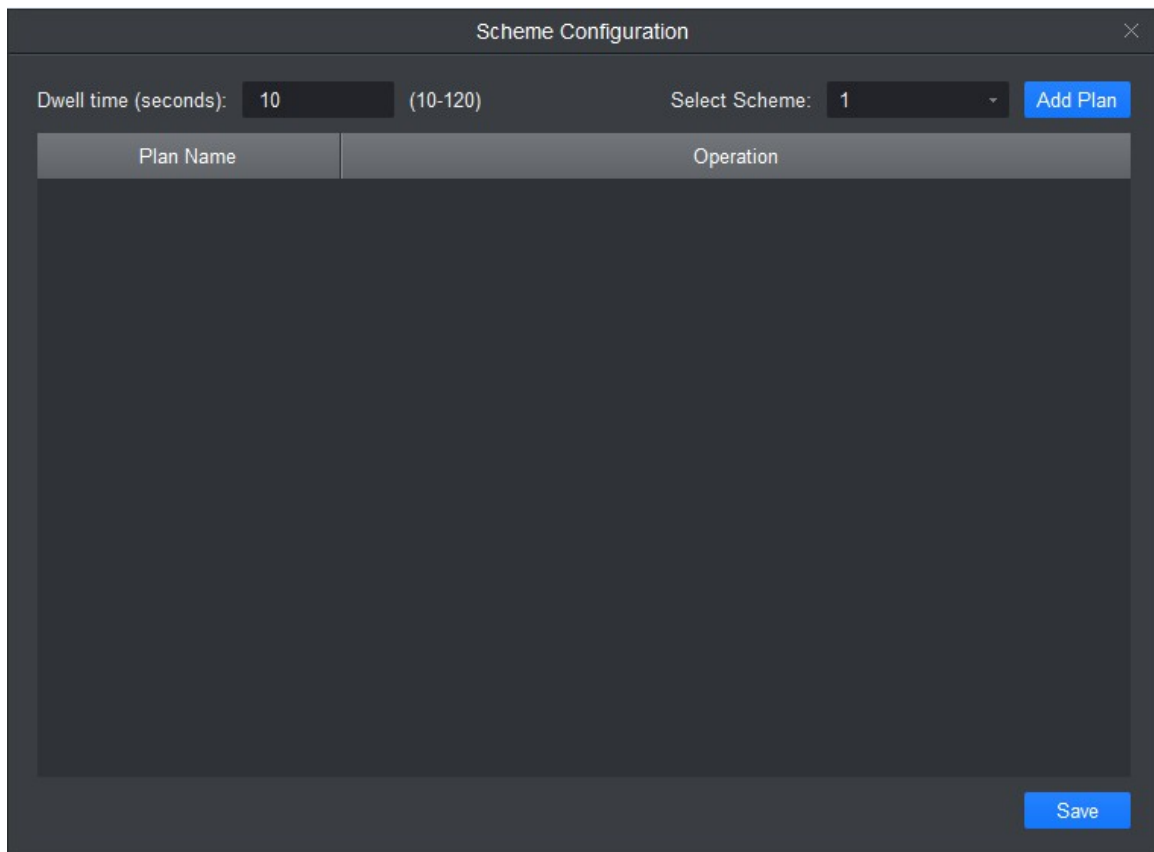 Scheme Configuration
Dwell time (seconds): 10 (10-120) Select Scheme: 1 Add Plan
Plan Name Operation
Save